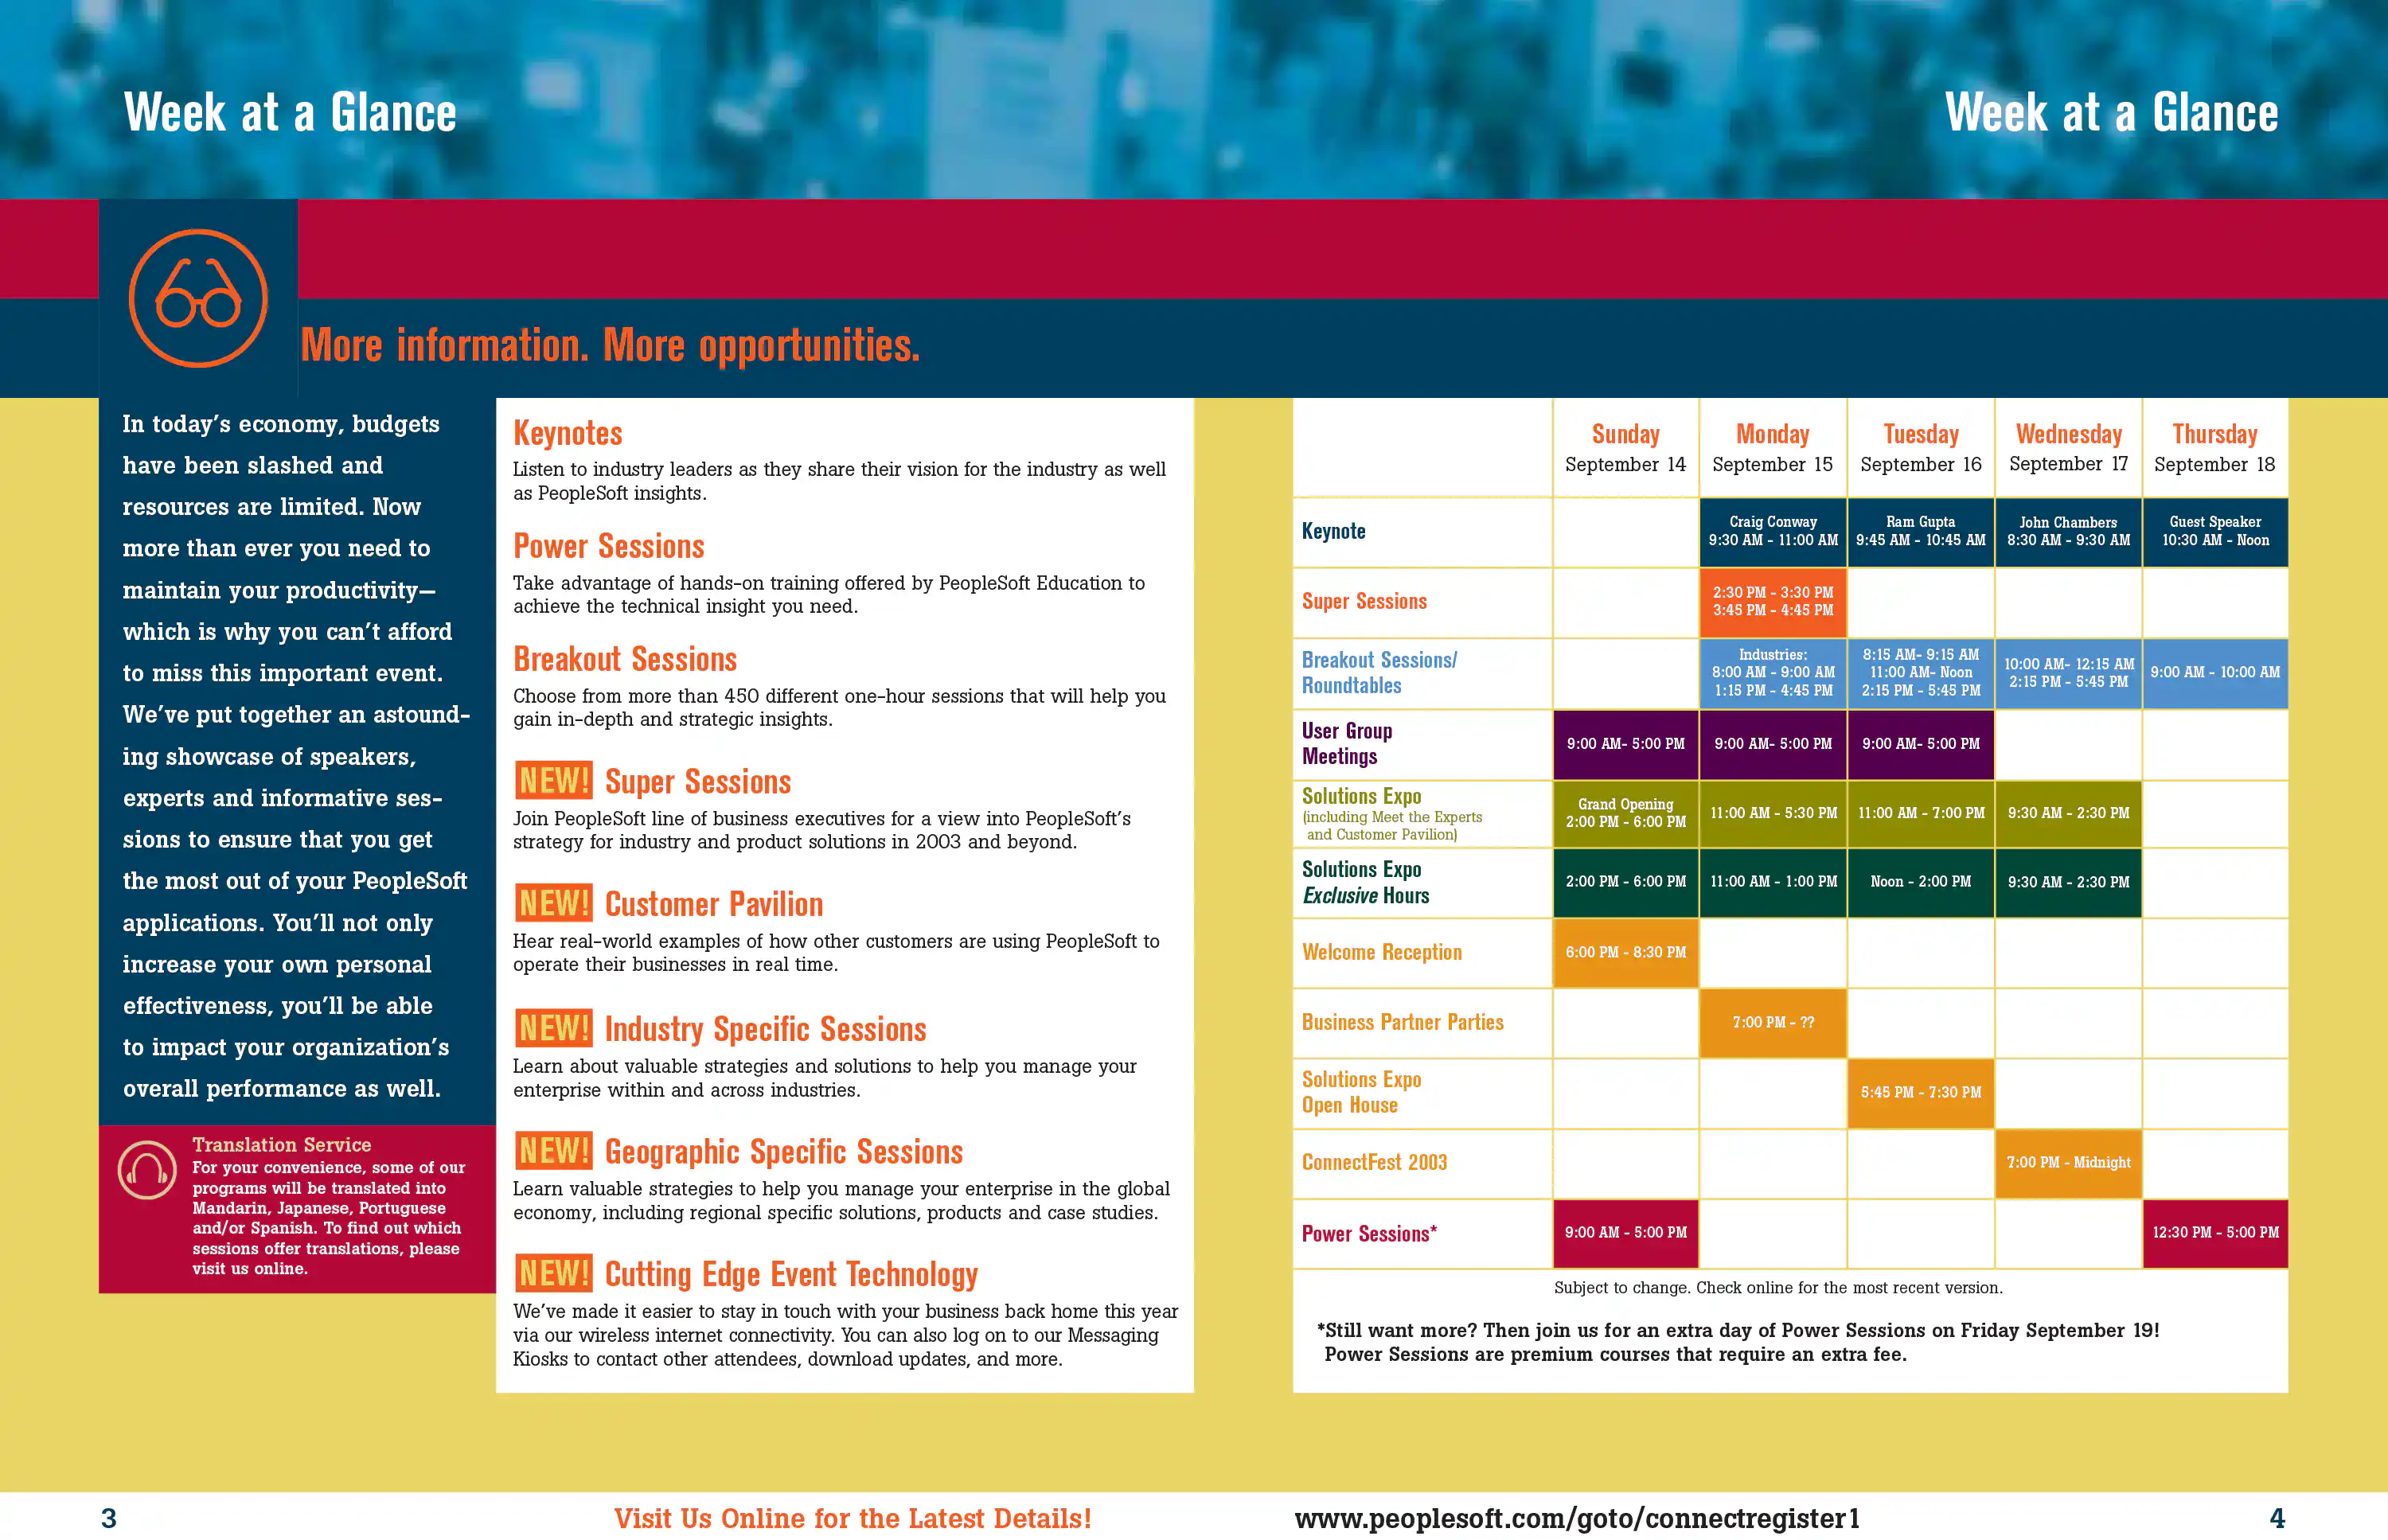 Week at a Glance
Week at a Glance
More information. More opportunities.
In today's economy, budgets
have been slashed and
resources are limited. Now
more than ever you need to
maintain your productivity—
which is why you can't afford
to miss this important event.
We've put together an astound-
ing showcase of speakers,
experts and informative ses-
sions to ensure that you get
the most out of your PeopleSoft
applications. You'll not only
increase your own personal
effectiveness, you'll be able
to impact your organization's
overall performance as well.
Translation Service
For your convenience, some of our
programs will be translated into
Mandarin, Japanese, Portuguese
and/or Spanish. To find out which
sessions offer translations, please
visit us online.
Keynotes
Listen to industry leaders as they share their vision for the industry as well
as PeopleSoft insights.
Power Sessions
Take advantage of hands-on training offered by PeopleSoft Education to
achieve the technical insight you need.
Breakout Sessions
Choose from more than 450 different one-hour sessions that will help you
gain in-depth and strategic insights.
NEW! Super Sessions
Join PeopleSoft line of business executives for a view into PeopleSoft's
strategy for industry and product solutions in 2003 and beyond.
NEW! Customer Pavilion
Hear real-world examples of how other customers are using PeopleSoft to
operate their businesses in real time.
NEW! Industry Specific Sessions
Learn about valuable strategies and solutions to help you manage your
enterprise within and across industries.
NEW! Geographic Specific Sessions
Learn valuable strategies to help you manage your enterprise in the global
economy, including regional specific solutions, products and case studies.
NEW! Cutting Edge Event Technology
We've made it easier to stay in touch with your business back home this year
via our wireless internet connectivity. You can also log on to our Messaging
Kiosks to contact other attendees, download updates, and more.
Sunday Monday Tuesday Wednesday Thursday
September 14 September 15 September 16 September 17 September 18
Keynote
Craig Conway Ram Gupta John Chambers Guest Speaker
9:30 AM - 11:00 AM 9:45 AM - 10:45 AM 8:30 AM - 9:30 AM 10:30 AM - Noon
Super Sessions
2:30 PM - 3:30 PM
3:45 PM - 4:45 PM
Breakout Sessions/
Roundtables
Industries:
8:00 AM - 9:00 AM
1:15 PM - 4:45 PM
8:15 AM- 9:15 AM
11:00 AM- Noon
2:15 PM - 5:45 PM
10:00 AM- 12:15 AM
2:15 PM - 5:45 PM
9:00 AM - 10:00 AM
User Group
Meetings
9:00 AM- 5:00 PM 9:00 AM- 5:00 PM 9:00 AM- 5:00 PM
Solutions Expo
(including Meet the Experts
and Customer Pavilion)
Grand Opening
2:00 PM - 6:00 PM
11:00 AM - 5:30 PM 11:00 AM - 7:00 PM 9:30 AM - 2:30 PM
Solutions Expo
Exclusive Hours
2:00 PM - 6:00 PM 11:00 AM - 1:00 PM Noon - 2:00 PM 9:30 AM - 2:30 PM
Welcome Reception 6:00 PM - 8:30 PM
Business Partner Parties 7:00 PM - ??
Solutions Expo
Open House
5:45 PM - 7:30 PM
ConnectFest 2003 7:00 PM - Midnight
Power Sessions* 9:00 AM - 5:00 PM 12:30 PM - 5:00 PM
Subject to change. Check online for the most recent version.
*Still want more? Then join us for an extra day of Power Sessions on Friday September 19!
Power Sessions are premium courses that require an extra fee.
3
Visit Us Online for the Latest Details!
www.peoplesoft.com/goto/connectregister1
4